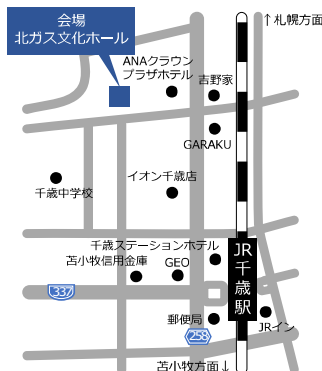 会場
北ガス文化ホール
↑札幌方面
ANAクラウン
プラザホテル
吉野家
GARAKU
イオン千歳店
千歳中学校
千歳ステーションホテル
苫小牧信用金庫
GEO
JR
千
歳
駅
337
郵便局
258
JRイン
苫小牧方面↓